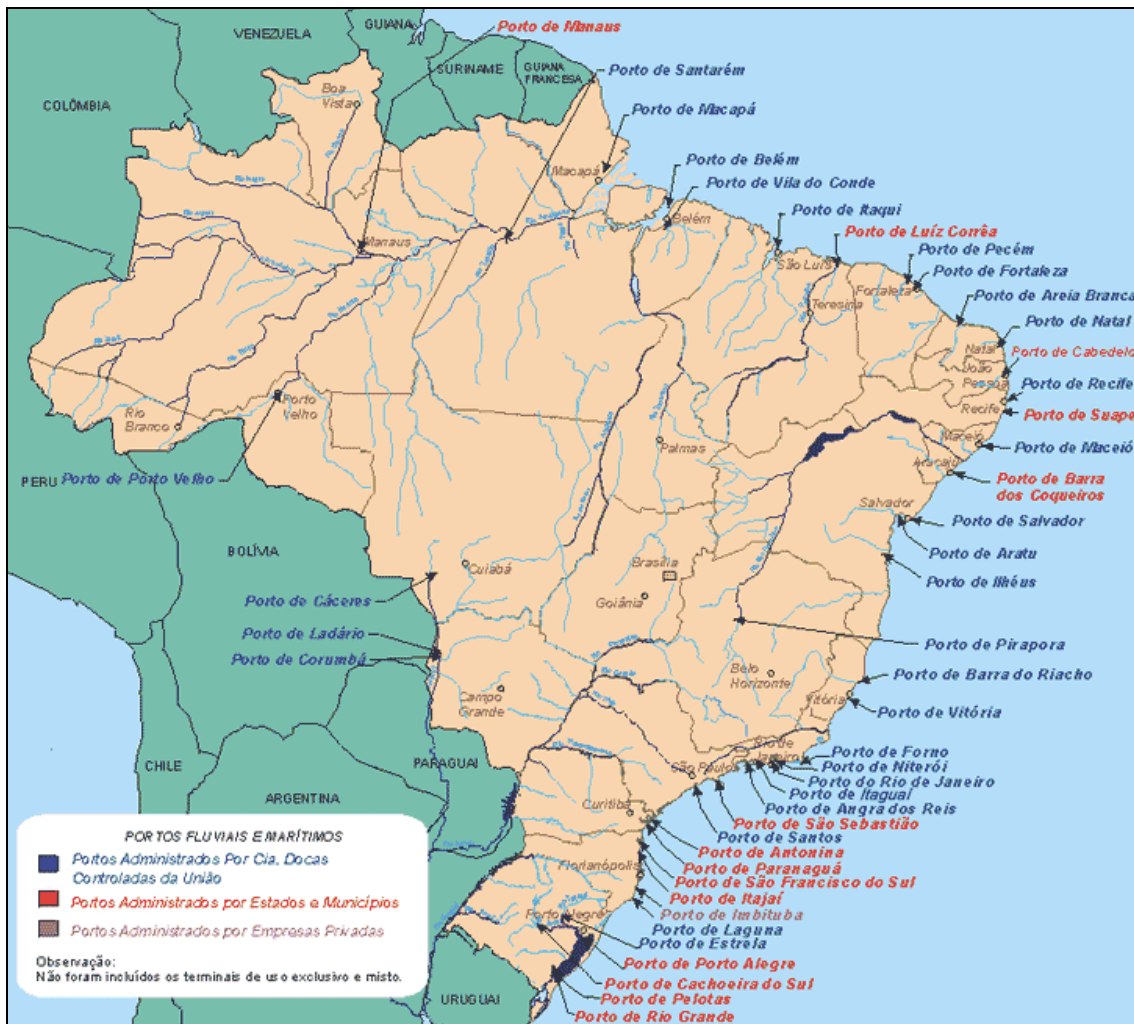 Porto de Manaus
GUIANA
VENEZUELA
SURINAME
GUIANA
FRANCESA
Porto de Santarém
COLÔMBIA
Boa
Vista
Porto de Macapá
Macapá
Porto de Belém
Porto de Vila do Conde
Belém
Porto de Itaqui
Porto de Luíz Corrêa
Manaus
São Luís
Porto de Pecém
Porto de Fortaleza
Fortaleza
Teresina
Porto de Areia Branca
Porto de Natal
Natal
Porto de Cabedelo
João
Pessoa
Porto de Recife
Recife
Porto de Suape
Porto
Velho
Rio
Branco
Palmas
Maceió
Porto de Maceió
Aracaju
PERU
Porto de Pôrto Velho
Porto de Barra
dos Coqueiros
Salvador
Porto de Salvador
Porto de Aratu
BOLÍVIA
Cuiabá
Brasília
Porto de Ilhéus
Goiânia
Porto de Cáceres
Porto de Ladário
Porto de Corumbá
Porto de Pirapora
Belo
Horizonte
Porto de Barra do Riacho
Campo
Grande
Vitória
Porto de Vitória
CHILE
PARAGUAI
Rio de
Janeiro
Porto de Forno
Porto de Niterói
São Paulo
Porto do Rio de Janeiro
Porto de Itaguaí
ARGENTINA
Curitiba
Porto de Angra dos Reis
Porto de São Sebastião
Porto de Santos
Porto de Antonina
Florianópolis
Porto de Paranaguá
Porto de São Francisco do Sul
Porto de Itajaí
Porto Alegre
Porto de Imbituba
Porto de Laguna
Porto de Estrela
Porto de Porto Alegre
Porto de Cachoeira do Sul
URUGUAI
Porto de Pelotas
Porto de Rio Grande
PORTOS FLUVIAIS E MARÍTIMOS
Portos Administrados Por Cia. Docas
Controladas da União
Portos Administrados por Estados e Municípios
Portos Administrados por Empresas Privadas
Observação:
Não foram incluídos os terminais de uso exclusivo e misto.